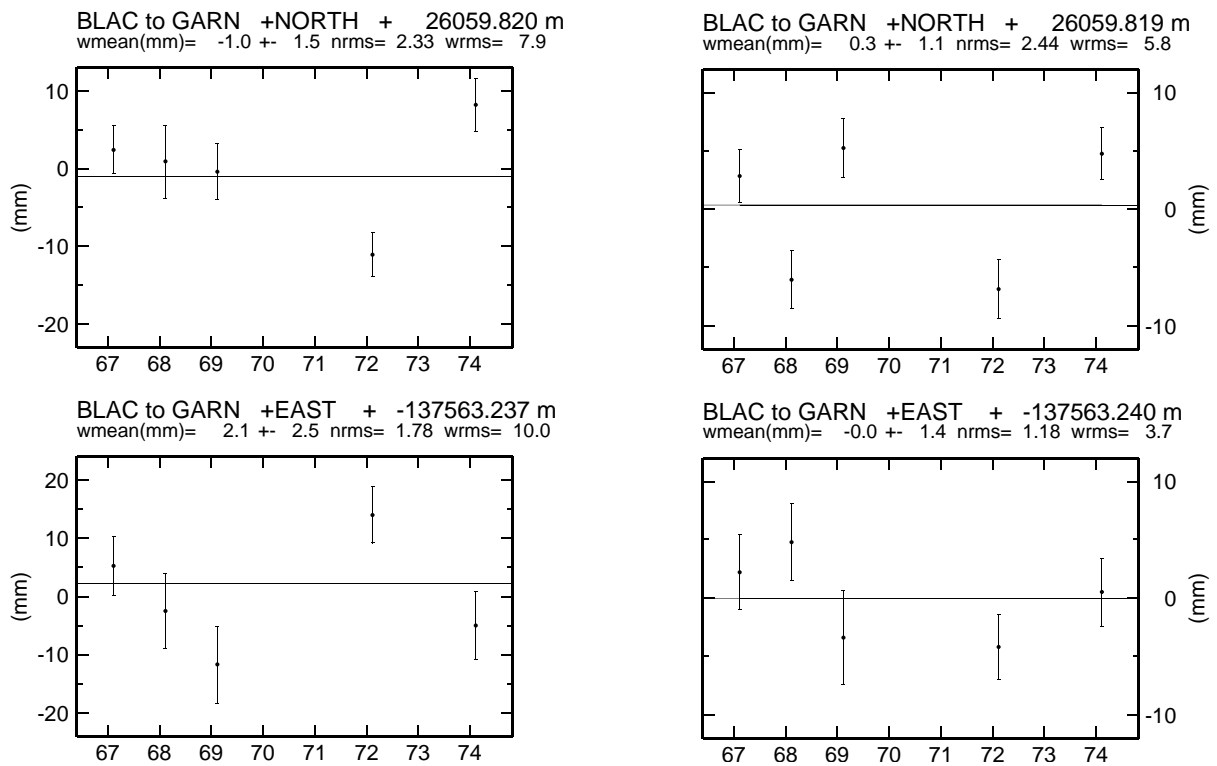 BLAC to GARN +NORTH + 26059.820 m
wmean(mm)= -1.0 +- 1.5 nrms= 2.33 wrms= 7.9
10
0
-10
-20
(mm)
67 68 69 70 71 72 73 74
BLAC to GARN +NORTH + 26059.819 m
wmean(mm)= 0.3 +- 1.1 nrms= 2.44 wrms= 5.8
10
0
-10
(mm)
67 68 69 70 71 72 73 74
BLAC to GARN +EAST + -137563.237 m
wmean(mm)= 2.1 +- 2.5 nrms= 1.78 wrms= 10.0
20
10
0
-10
-20
(mm)
67 68 69 70 71 72 73 74
BLAC to GARN +EAST + -137563.240 m
wmean(mm)= -0.0 +- 1.4 nrms= 1.18 wrms= 3.7
10
0
-10
(mm)
67 68 69 70 71 72 73 74